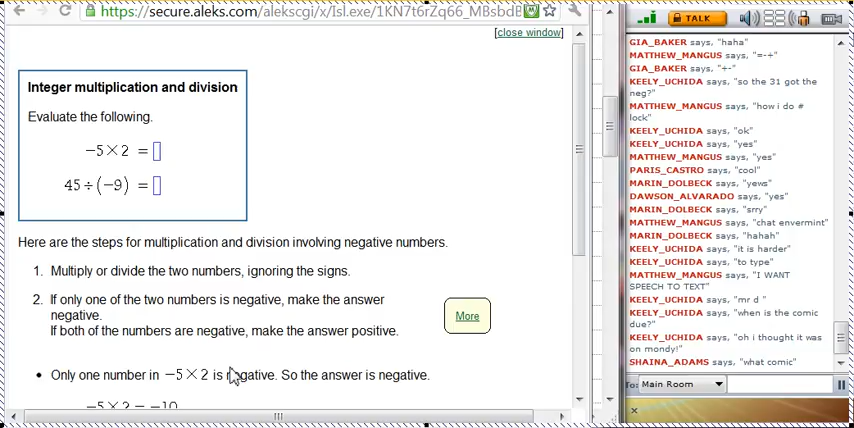 https://secure.aleks.com/alekscgi/x/Isl.exe/1KN7t6rZq66_MBsbdB
[close window]
Integer multiplication and division
Evaluate the following.
−5×2 =
45÷(−9) =
Here are the steps for multiplication and division involving negative numbers.
1. Multiply or divide the two numbers, ignoring the signs.
2. If only one of the two numbers is negative, make the answer
negative.
If both of the numbers are negative, make the answer positive.
More
• Only one number in −5×2 is negative. So the answer is negative.
−5×2 = −10
TALK
GIA_BAKER says, "haha"
MATTHEW_MANGUS says, "=-+"
GIA_BAKER says, "+-"
KEELY_UCHIDA says, "so the 31 got the
neg?"
MATTHEW_MANGUS says, "how i do #
lock"
KEELY_UCHIDA says, "ok"
KEELY_UCHIDA says, "yes"
MATTHEW_MANGUS says, "yes"
PARIS_CASTRO says, "cool"
MARIN_DOLBECK says, "yews"
DAWSON_ALVARADO says, "yes"
MARIN_DOLBECK says, "srry"
MATTHEW_MANGUS says, "chat envermint"
MARIN_DOLBECK says, "hahah"
KEELY_UCHIDA says, "it is harder"
KEELY_UCHIDA says, "to type"
MATTHEW_MANGUS says, "I WANT
SPEECH TO TEXT"
KEELY_UCHIDA says, "mr d "
KEELY_UCHIDA says, "when is the comic
due?"
KEELY_UCHIDA says, "oh i thought it was
on mondy!"
SHAINA_ADAMS says, "what comic"
To: Main Room